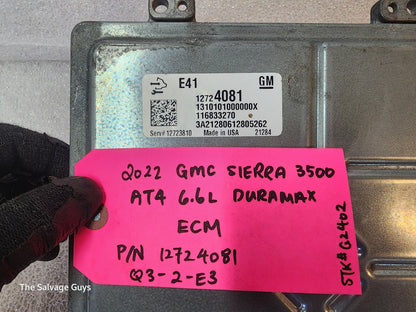 E41
GM
12724081
1310101000000X
116833270 e
3A21280612805262
Serv# 12723810 Made in USA 21284
2022 GMC SIERRA 3500
AT4 6.6L DURAMAX
ECM
P/N 12724081
Q3-2-E3
STK# G2402
The Salvage Guys